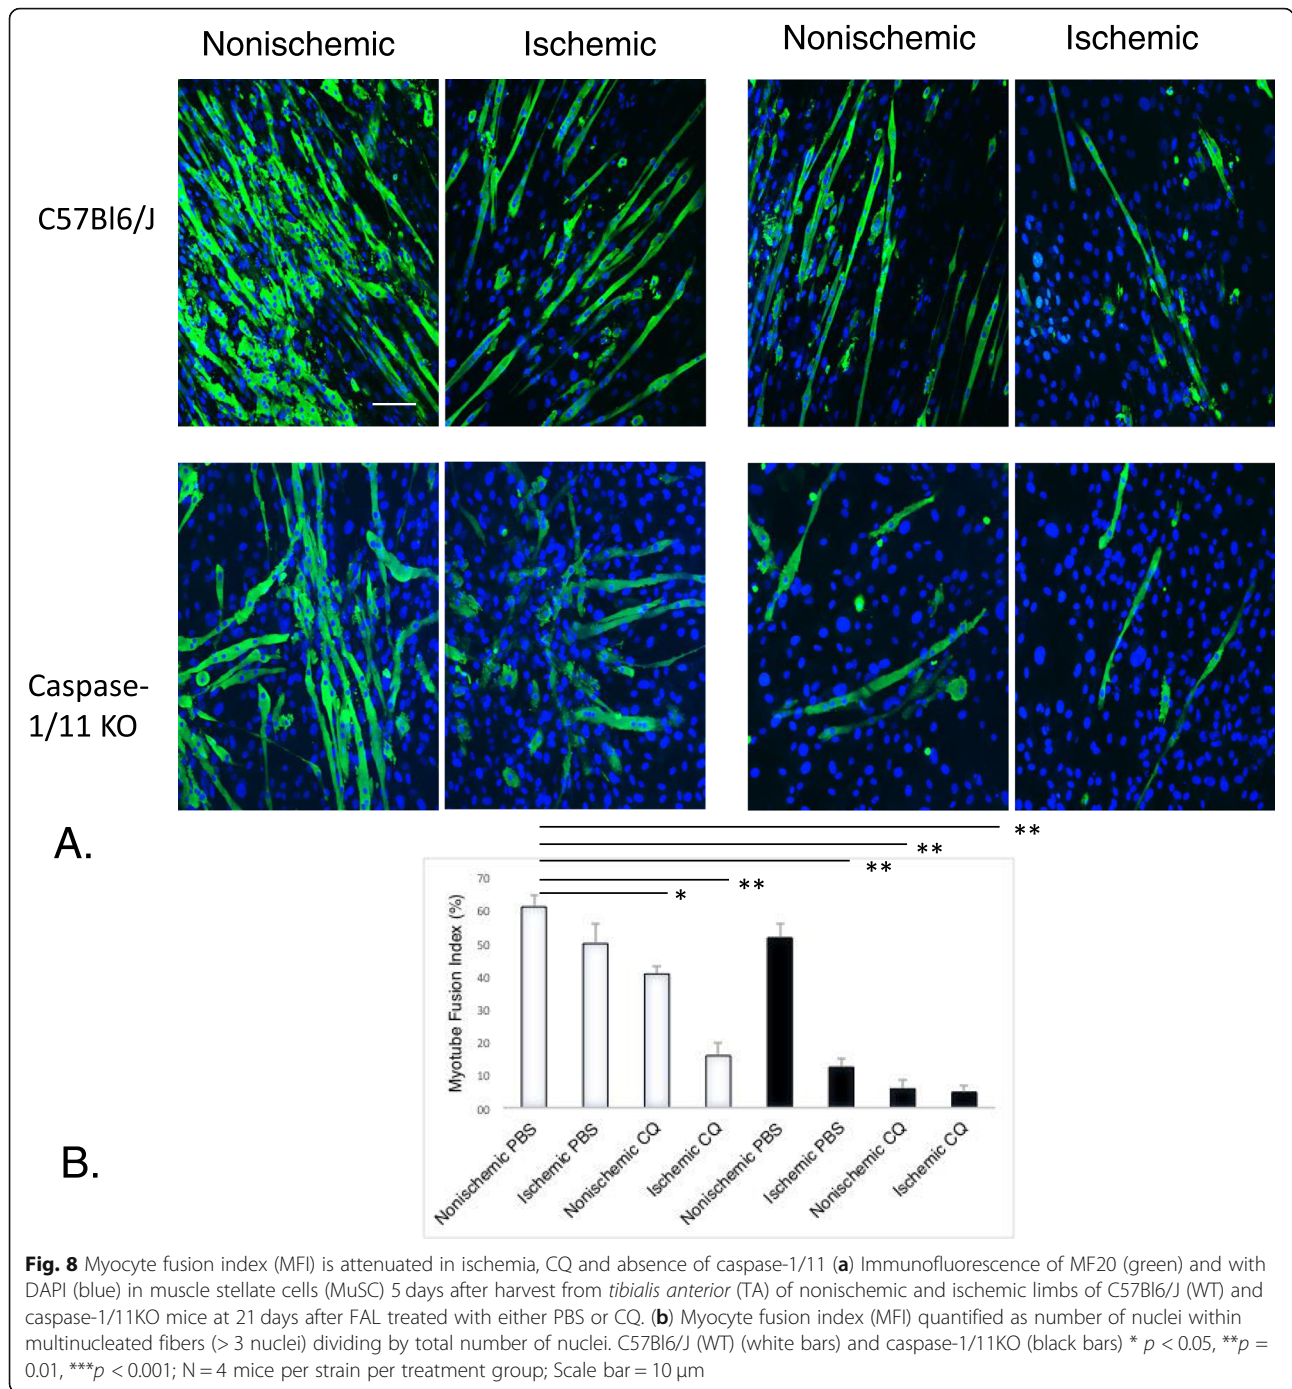 Nonischemic Ischemic Nonischemic Ischemic
C57Bl6/J
Caspase-
1/11 KO
A.
**
**
**
**
*
Myotube Fusion Index (%)
70
60
50
40
30
20
10
00
Nonischemic PBS
Ischemic PBS
Nonischemic CQ
Ischemic CQ
Nonischemic PBS
Ischemic PBS
Nonischemic CQ
Ischemic CQ
B.
Fig. 8 Myocyte fusion index (MFI) is attenuated in ischemia, CQ and absence of caspase-1/11 (a) Immunofluorescence of MF20 (green) and with
DAPI (blue) in muscle stellate cells (MuSC) 5 days after harvest from tibialis anterior (TA) of nonischemic and ischemic limbs of C57Bl6/J (WT) and
caspase-1/11KO mice at 21 days after FAL treated with either PBS or CQ. (b) Myocyte fusion index (MFI) quantified as number of nuclei within
multinucleated fibers (> 3 nuclei) dividing by total number of nuclei. C57Bl6/J (WT) (white bars) and caspase-1/11KO (black bars) * p < 0.05, **p =
0.01, ***p < 0.001; N = 4 mice per strain per treatment group; Scale bar = 10 μm